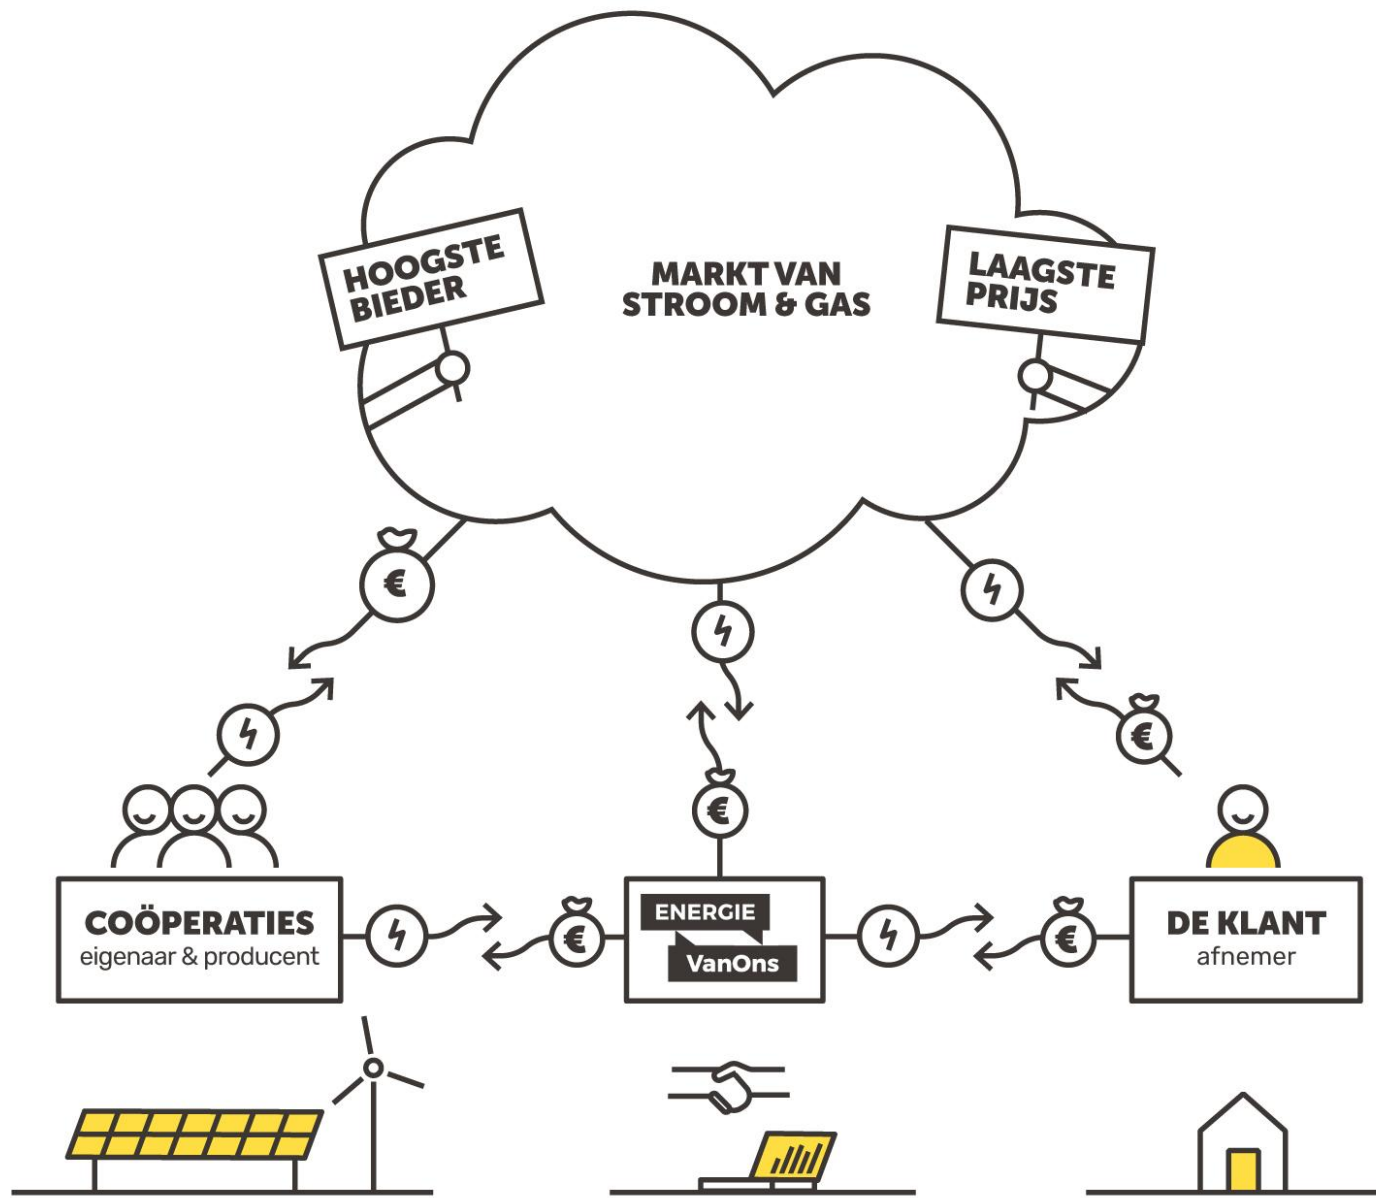 HOOGSTE
BIEDER
MARKT VAN
STROOM & GAS
LAAGSTE
PRIJS
€
€
€
COÖPERATIES
eigenaar & producent
€
ENERGIE
VanOns
€
DE KLANT
afnemer